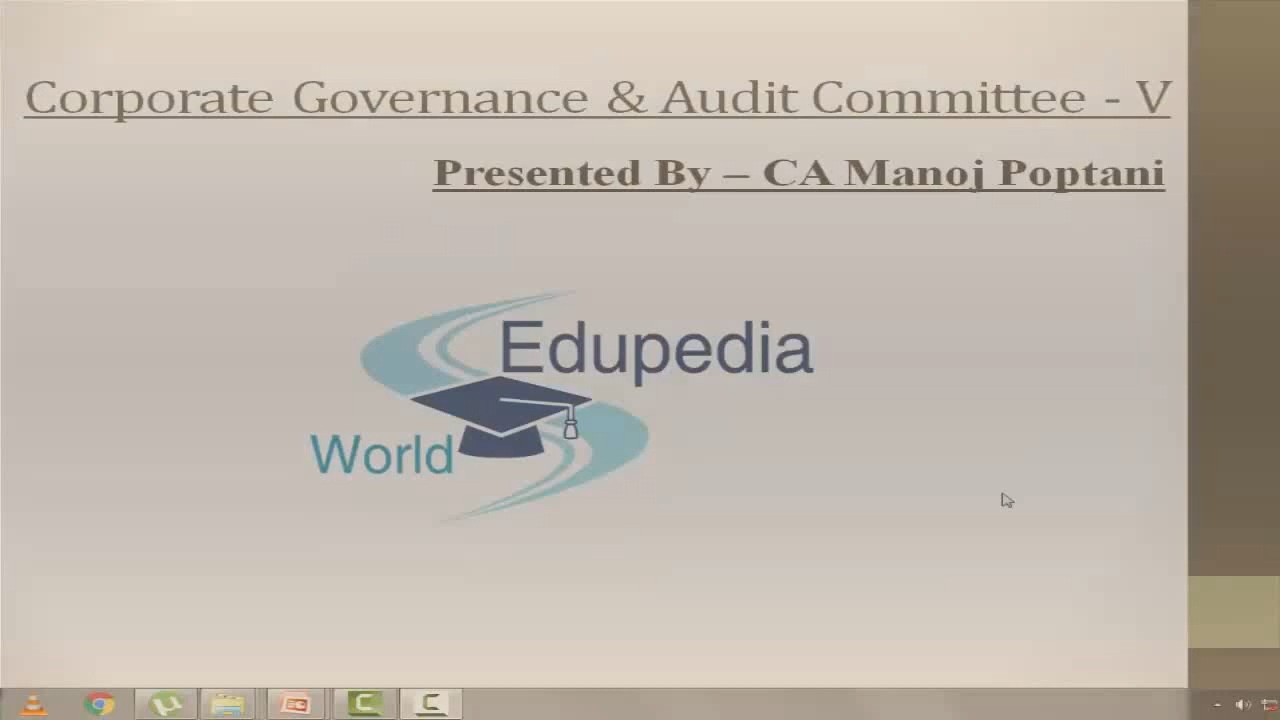 Corporate Governance & Audit Committee - V
Presented By – CA Manoj Poptani
Edupedia
World